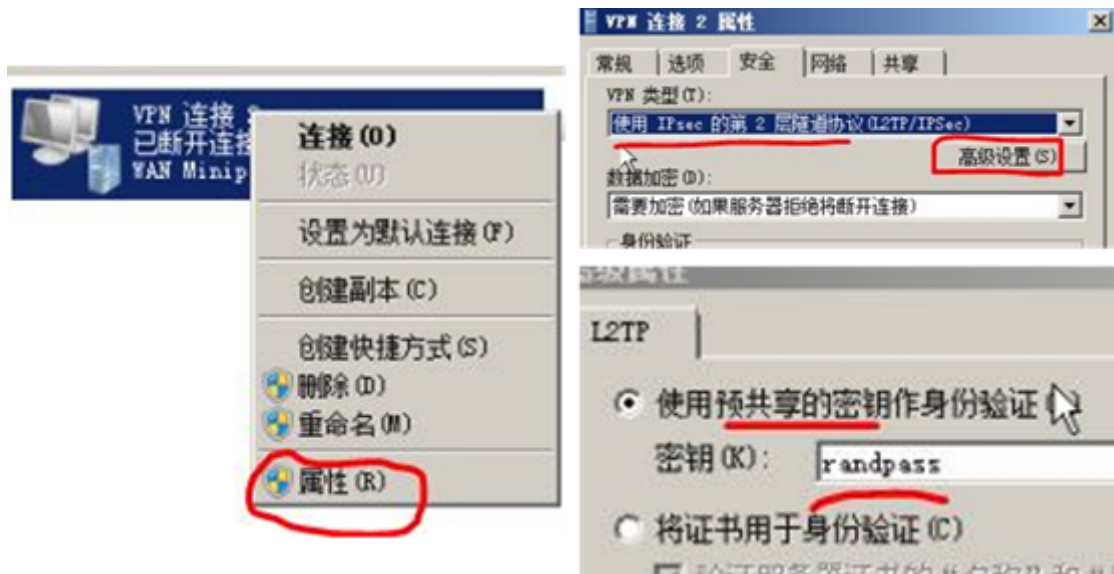 VPN 连接
已断开连接
WAN Minip
连接(O)
状态(U)
设置为默认连接(F)
创建副本(C)
创建快捷方式(S)
删除(D)
重命名(M)
属性(R)
VPN 连接 2 属性
常规 选项 安全 网络 共享
VPN 类型(T):
使用 IPsec 的第 2 层隧道协议(L2TP/IPSec)
高级设置(S)
数据加密(D):
需要加密(如果服务器拒绝将断开连接)
身份验证
高级属性
L2TP
使用预共享的密钥作身份验证
密钥(K): randpass
将证书用于身份验证(C)